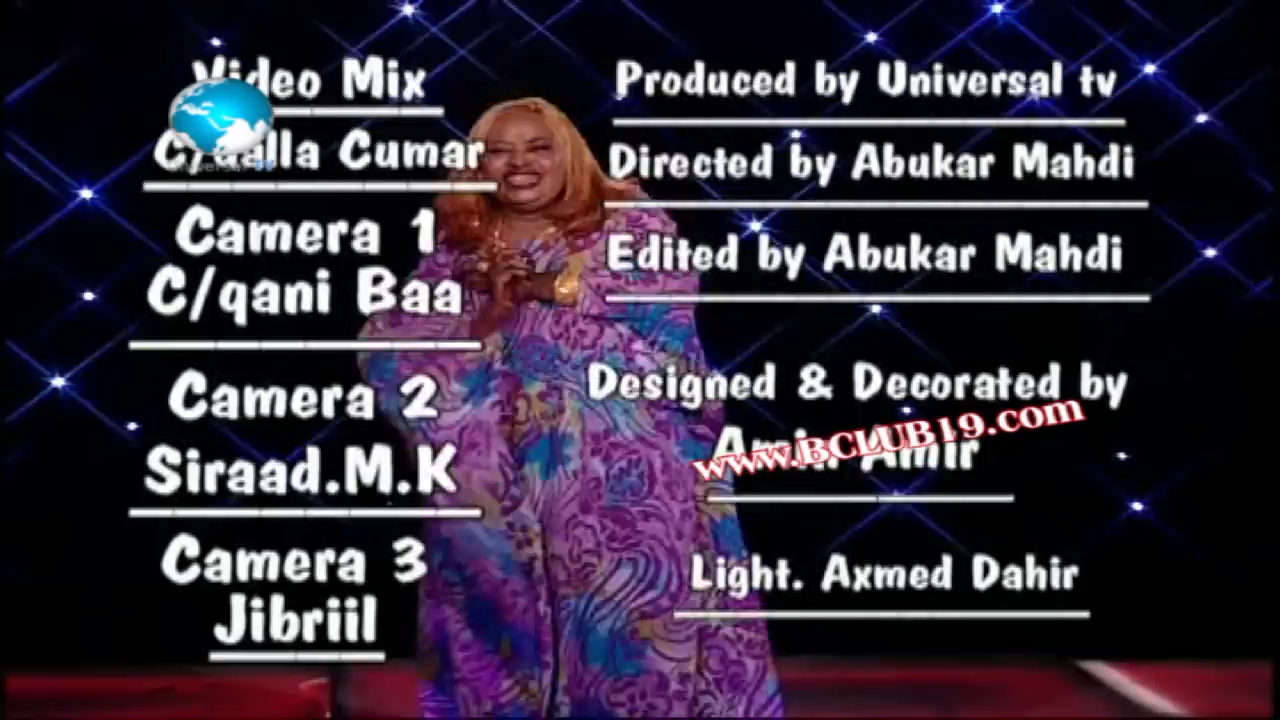 Video Mix
C/dalla Cumar
Camera 1
C/qani Baa
Camera 2
Siraad.M.K
Camera 3
Jibriil
Produced by Universal tv
Directed by Abukar Mahdi
Edited by Abukar Mahdi
Designed & Decorated by
Amir
www.BCLUB19.com
Light. Axmed Dahir